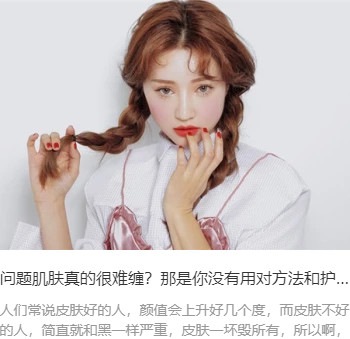 问题肌肤真的很难缠？那是你没有用对方法和护...
人们常说皮肤好的人，颜值会上升好几个度，而皮肤不好
的人，简直就和黑一样严重，皮肤一坏毁所有，所以啊，